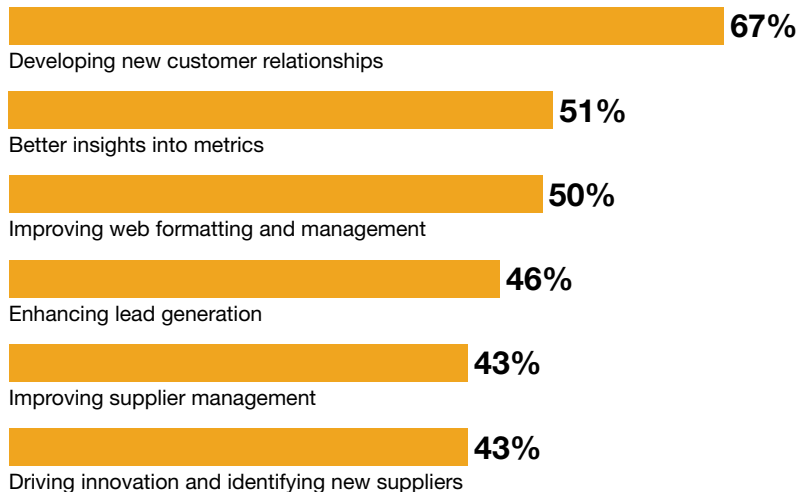 67%
Developing new customer relationships
51%
Better insights into metrics
50%
Improving web formatting and management
46%
Enhancing lead generation
43%
Improving supplier management
43%
Driving innovation and identifying new suppliers